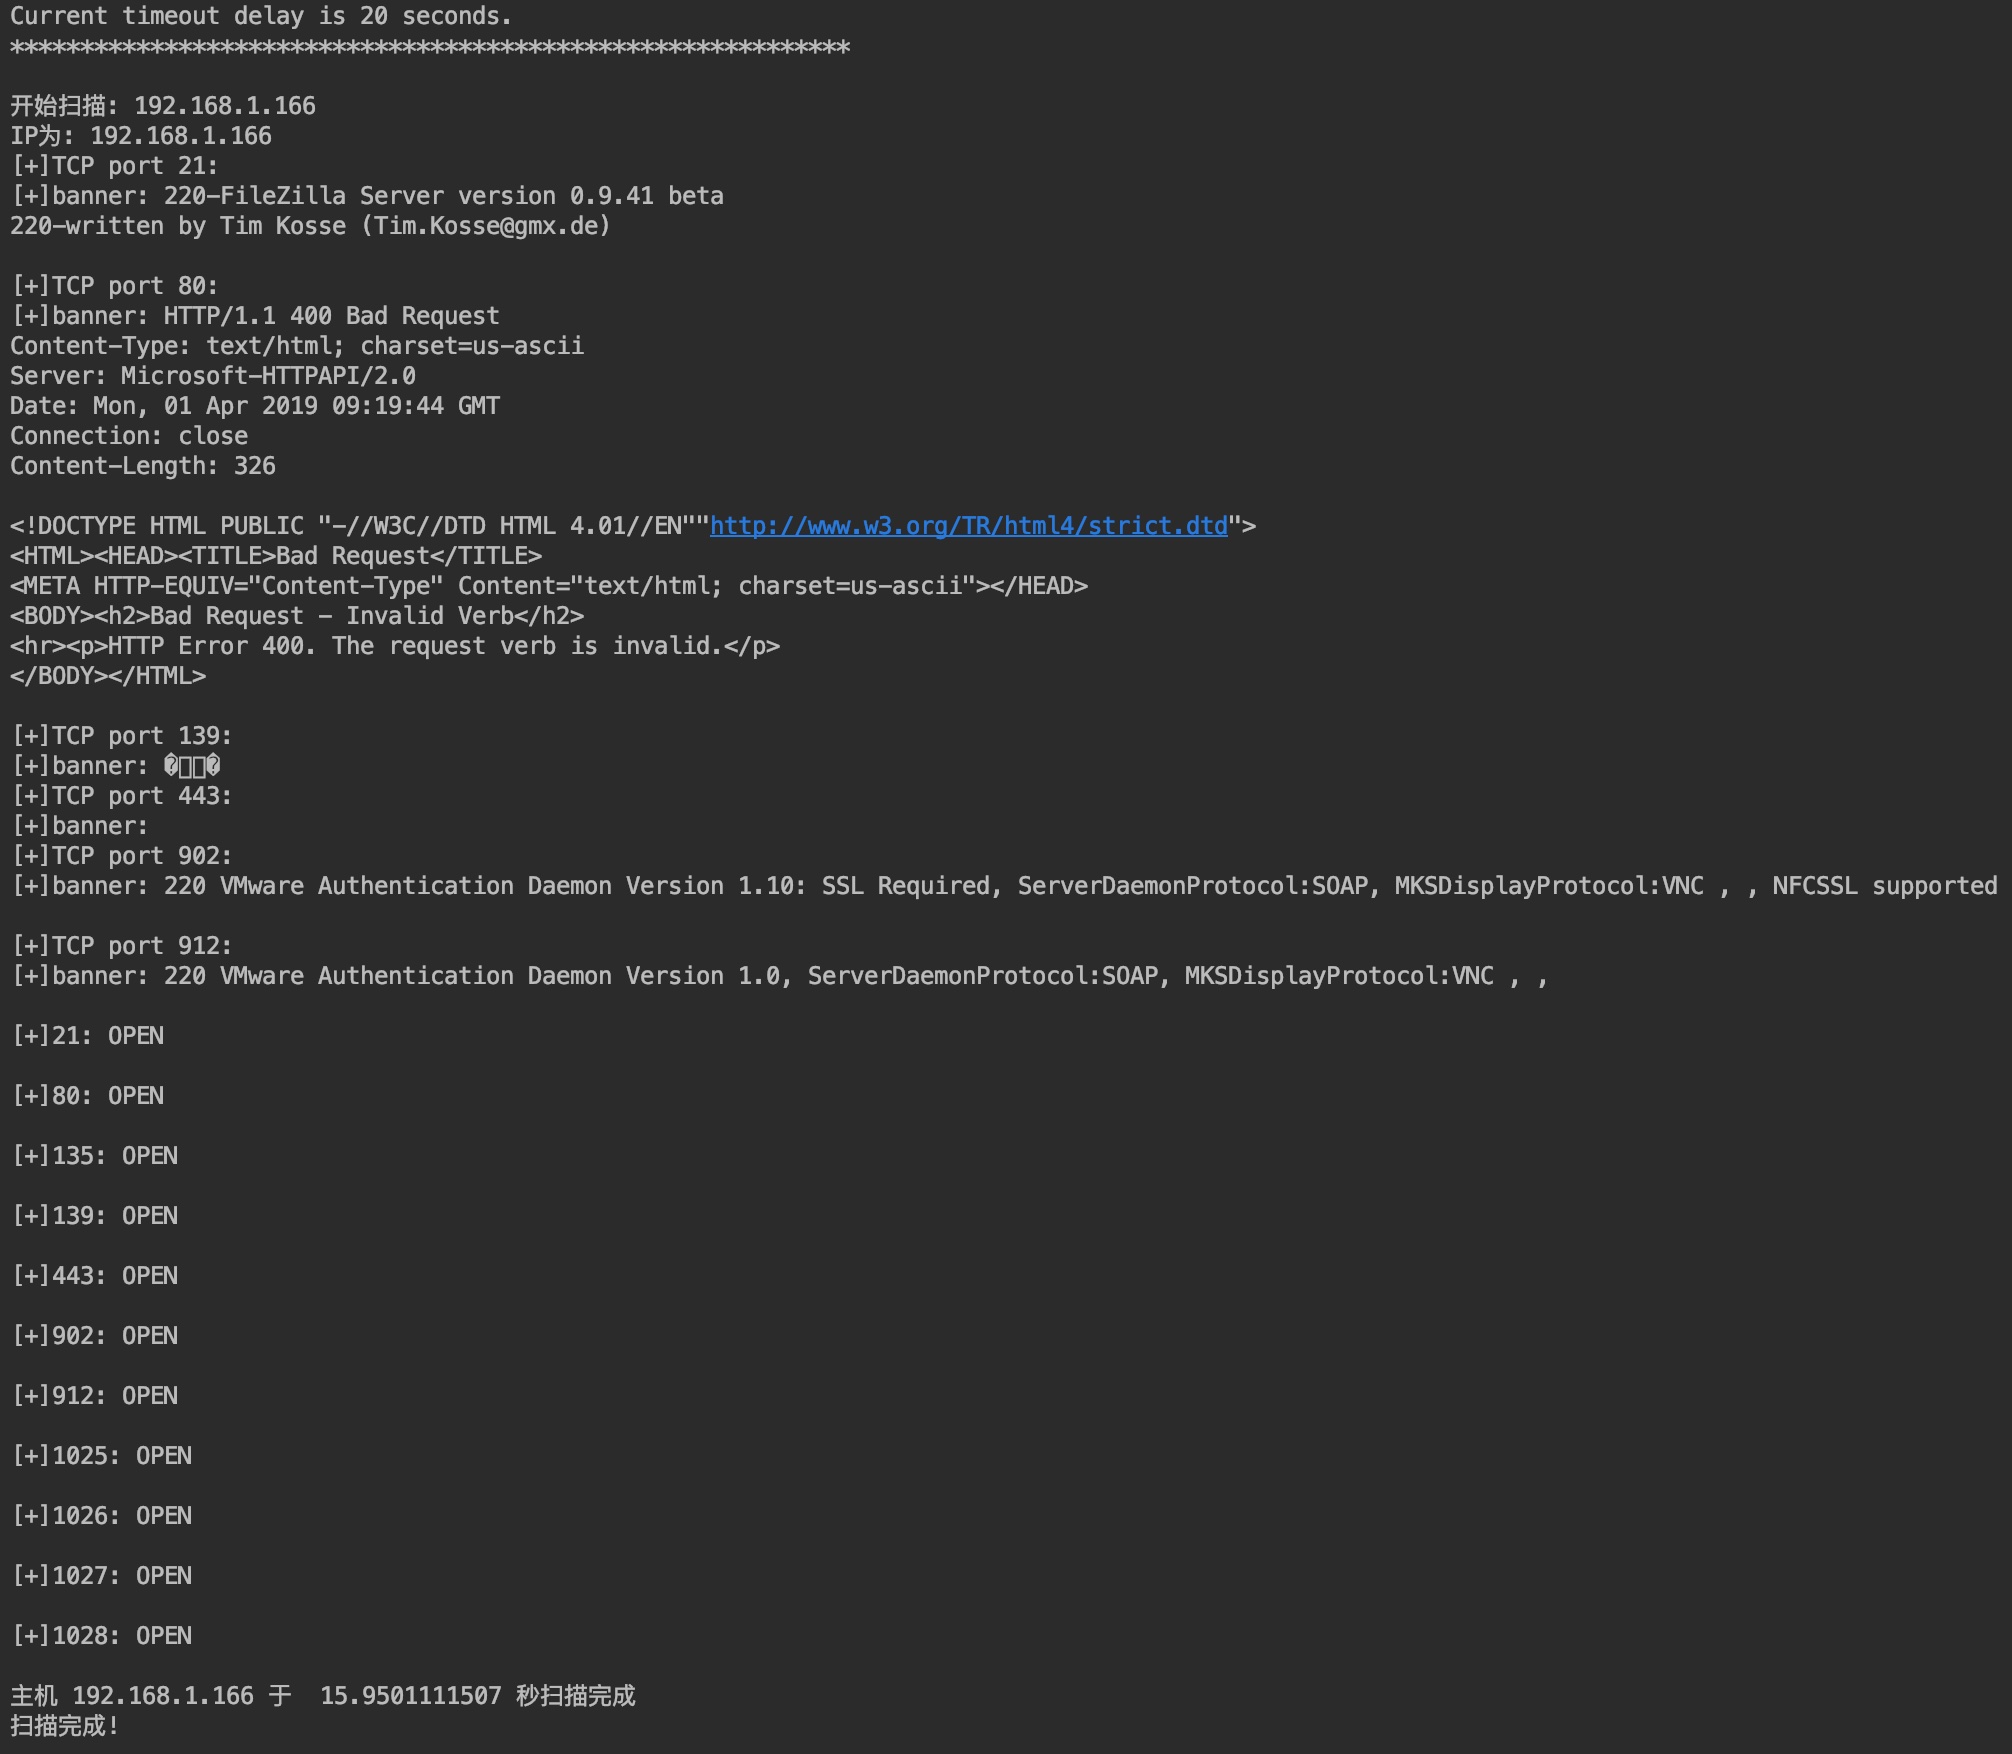 Current timeout delay is 20 seconds.
************************************************************
开始扫描: 192.168.1.166
IP为: 192.168.1.166
[+]TCP port 21:
[+]banner: 220-FileZilla Server version 0.9.41 beta
220-written by Tim Kosse (Tim.Kosse@gmx.de)
[+]TCP port 80:
[+]banner: HTTP/1.1 400 Bad Request
Content-Type: text/html; charset=us-ascii
Server: Microsoft-HTTPAPI/2.0
Date: Mon, 01 Apr 2019 09:19:44 GMT
Connection: close
Content-Length: 326
<!DOCTYPE HTML PUBLIC "-//W3C//DTD HTML 4.01//EN""http://www.w3.org/TR/html4/strict.dtd">
<HTML><HEAD><TITLE>Bad Request</TITLE>
<META HTTP-EQUIV="Content-Type" Content="text/html; charset=us-ascii"></HEAD>
<BODY><h2>Bad Request - Invalid Verb</h2>
<hr><p>HTTP Error 400. The request verb is invalid.</p>
</BODY></HTML>
[+]TCP port 139:
[+]banner: �▯▯�
[+]TCP port 443:
[+]banner:
[+]TCP port 902:
[+]banner: 220 VMware Authentication Daemon Version 1.10: SSL Required, ServerDaemonProtocol:SOAP, MKSDisplayProtocol:VNC , , NFCSSL supported
[+]TCP port 912:
[+]banner: 220 VMware Authentication Daemon Version 1.0, ServerDaemonProtocol:SOAP, MKSDisplayProtocol:VNC , ,
[+]21: OPEN
[+]80: OPEN
[+]135: OPEN
[+]139: OPEN
[+]443: OPEN
[+]902: OPEN
[+]912: OPEN
[+]1025: OPEN
[+]1026: OPEN
[+]1027: OPEN
[+]1028: OPEN
主机 192.168.1.166 于  15.9501111507 秒扫描完成
扫描完成!